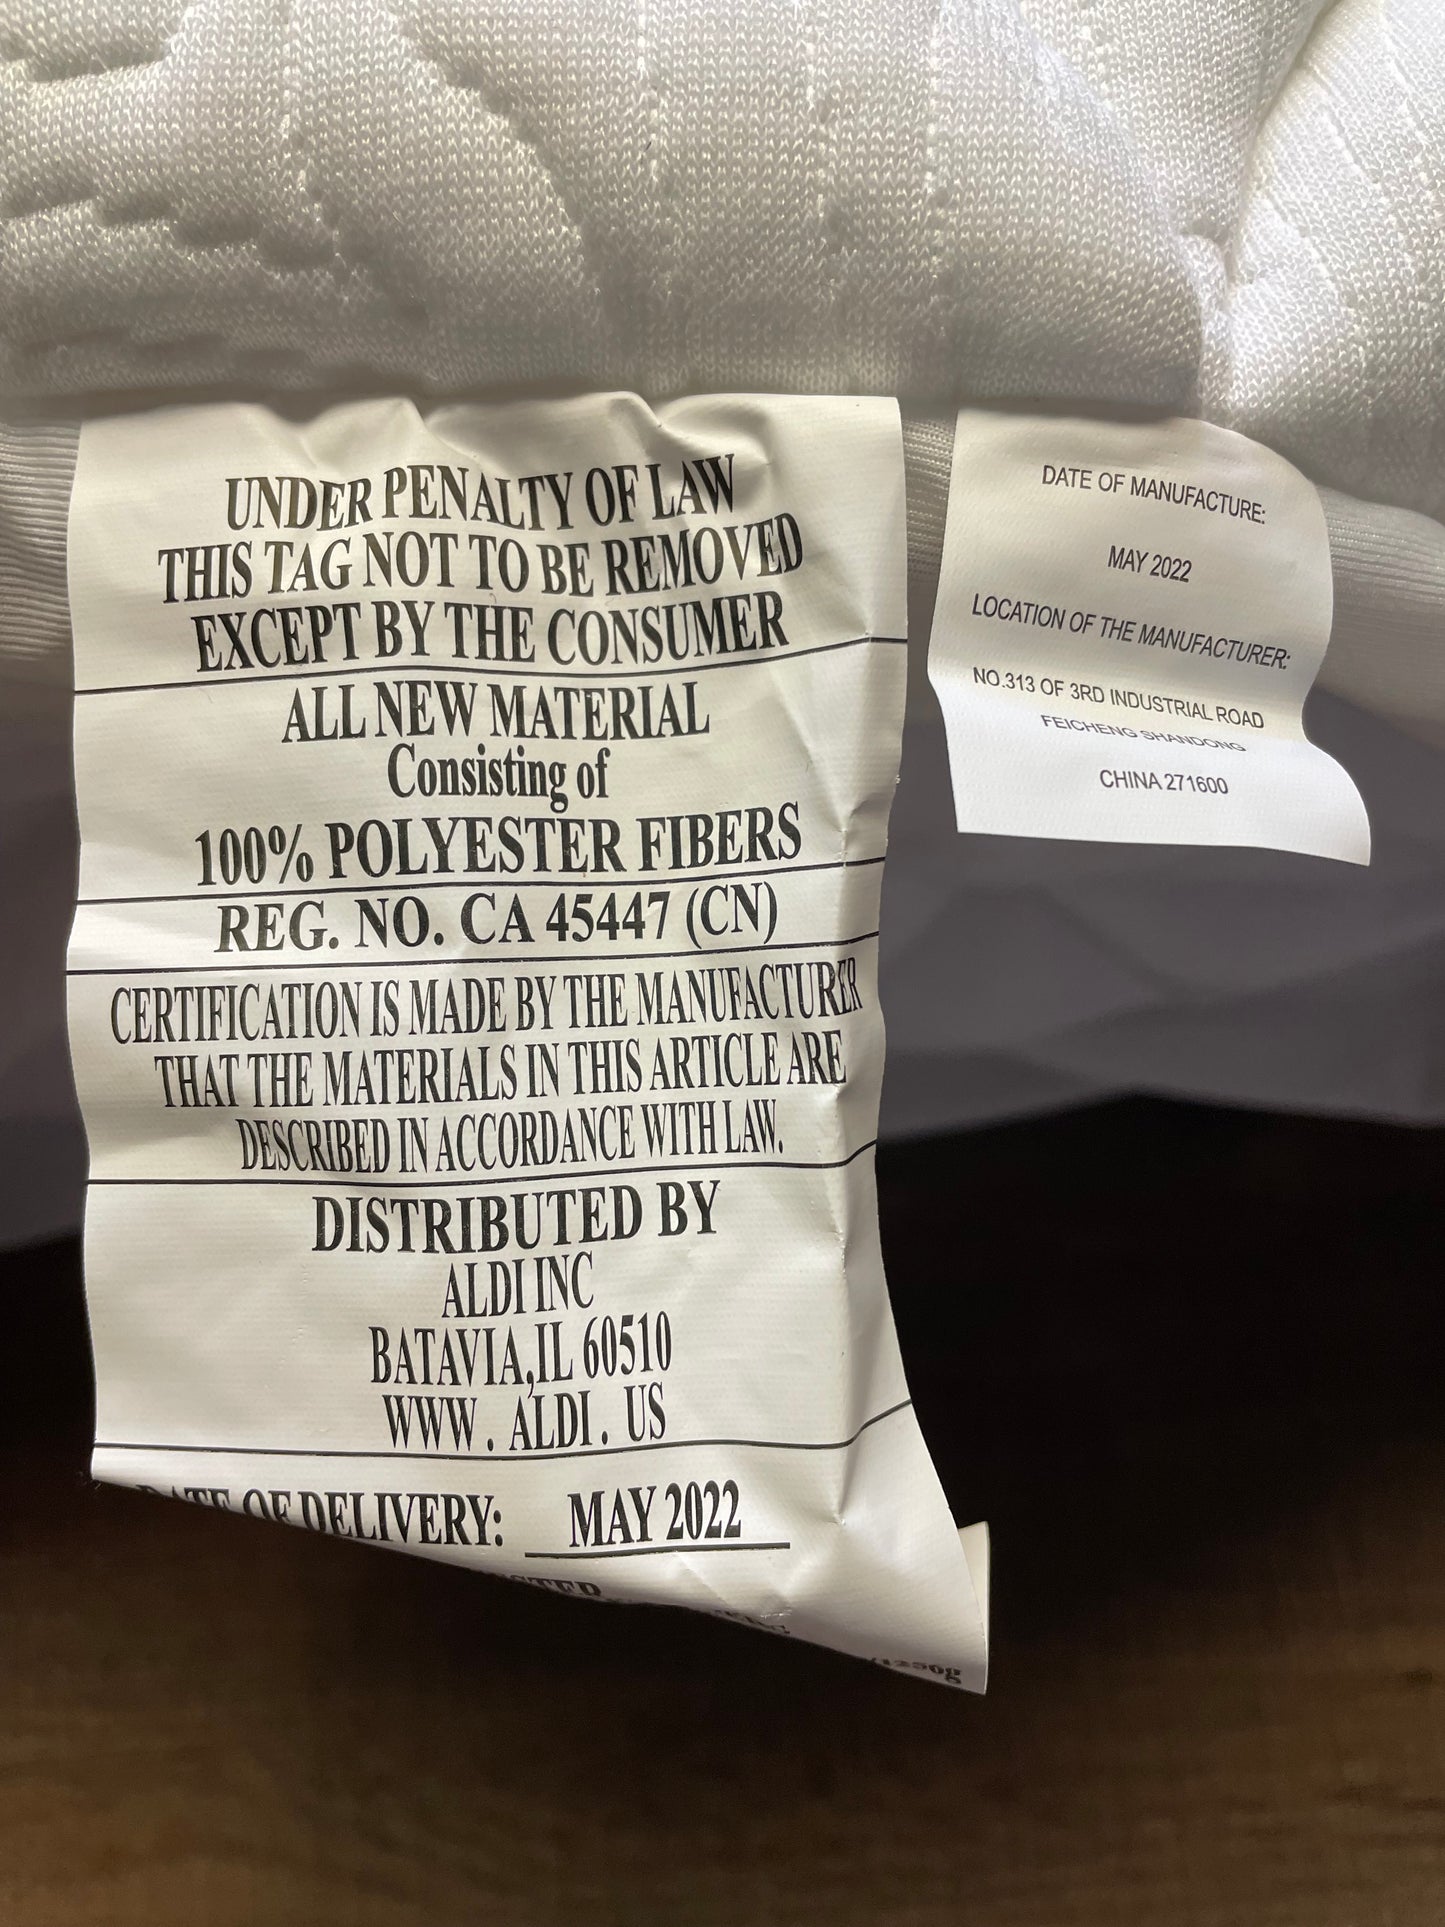 UNDER PENALTY OF LAW
THIS TAG NOT TO BE REMOVED
EXCEPT BY THE CONSUMER
ALL NEW MATERIAL
Consisting of
100% POLYESTER FIBERS
REG. NO. CA 45447 (CN)
CERTIFICATION IS MADE BY THE MANUFACTURER
THAT THE MATERIALS IN THIS ARTICLE ARE
DESCRIBED IN ACCORDANCE WITH LAW.
DISTRIBUTED BY
ALDI INC
BATAVIA,IL 60510
WWW . ALDI . US
DATE OF DELIVERY: MAY 2022
DATE OF MANUFACTURE:
MAY 2022
LOCATION OF THE MANUFACTURER:
NO.313 OF 3RD INDUSTRIAL ROAD
FEICHENG SHANDONG
CHINA 271600